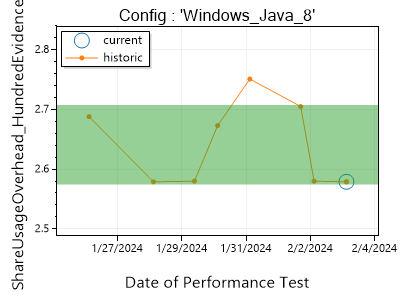 Config : 'Windows_Java_8'
current
historic
ShareUsageOverhead_HundredEvidence
2.8
2.7
2.6
2.5
1/27/2024 1/29/2024 1/31/2024 2/2/2024 2/4/2024
Date of Performance Test